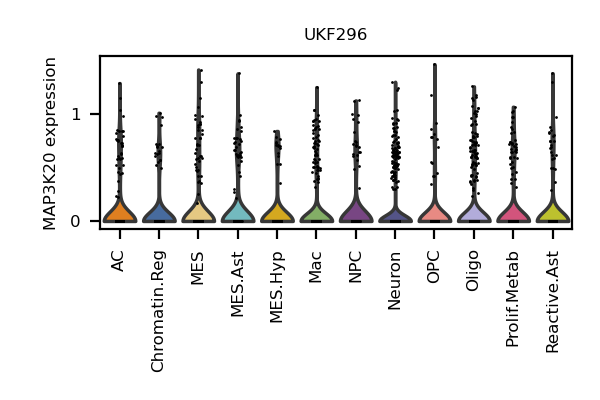 UKF296
MAP3K20 expression
1
0
AC
Chromatin.Reg
MES
MES.Ast
MES.Hyp
Mac
NPC
Neuron
OPC
Oligo
Prolif.Metab
Reactive.Ast